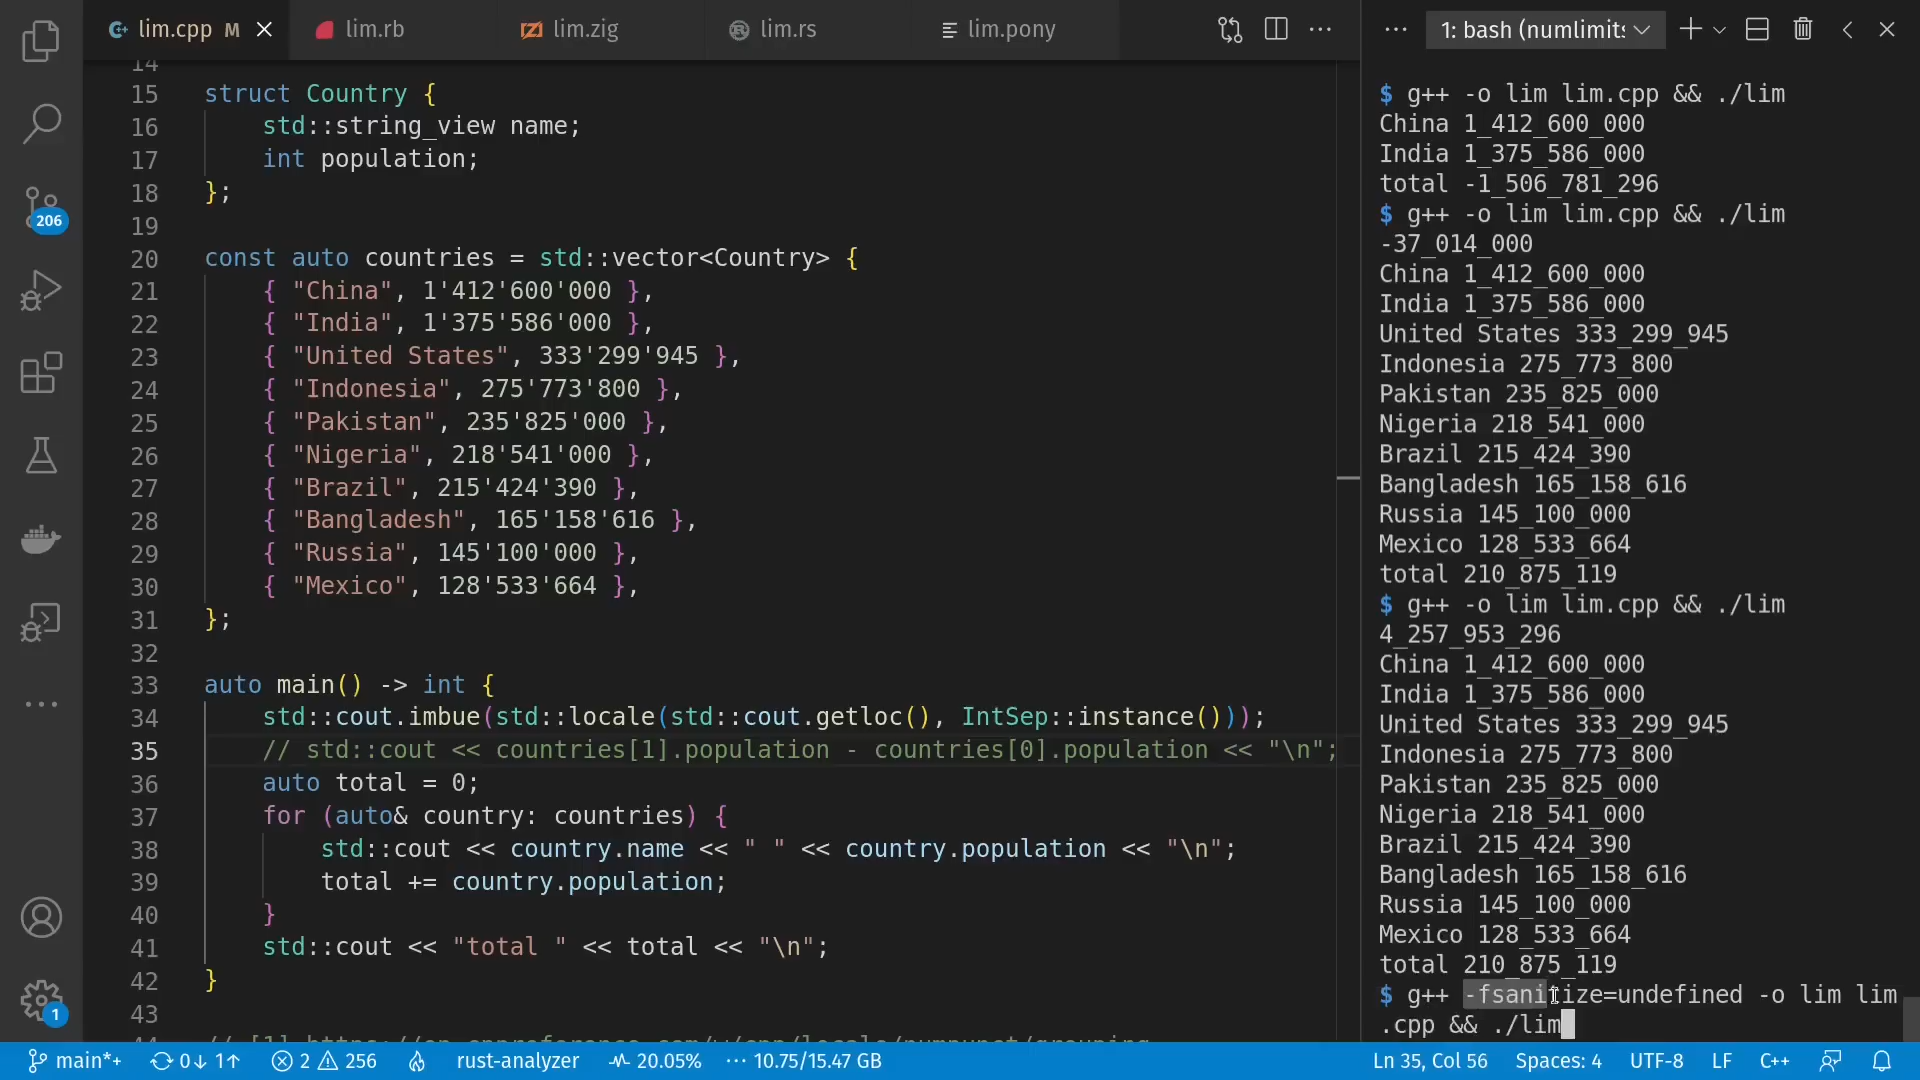 lim.cpp M
lim.rb
lim.zig
lim.rs
lim.pony
1: bash (numlimits
14
15 struct Country {
16 std::string_view name;
17 int population;
18 };
19
20 const auto countries = std::vector<Country> {
21 { "China", 1'412'600'000 },
22 { "India", 1'375'586'000 },
23 { "United States", 333'299'945 },
24 { "Indonesia", 275'773'800 },
25 { "Pakistan", 235'825'000 },
26 { "Nigeria", 218'541'000 },
27 { "Brazil", 215'424'390 },
28 { "Bangladesh", 165'158'616 },
29 { "Russia", 145'100'000 },
30 { "Mexico", 128'533'664 },
31 };
32
33 auto main() -> int {
34 std::cout.imbue(std::locale(std::cout.getloc(), IntSep::instance()));
35 // std::cout << countries[1].population - countries[0].population << "\n";
36 auto total = 0;
37 for (auto& country: countries) {
38 std::cout << country.name << " " << country.population << "\n";
39 total += country.population;
40 }
41 std::cout << "total " << total << "\n";
42 }
43
$ g++ -o lim lim.cpp && ./lim
China 1_412_600_000
India 1_375_586_000
total -1_506_781_296
$ g++ -o lim lim.cpp && ./lim
-37_014_000
China 1_412_600_000
India 1_375_586_000
United States 333_299_945
Indonesia 275_773_800
Pakistan 235_825_000
Nigeria 218_541_000
Brazil 215_424_390
Bangladesh 165_158_616
Russia 145_100_000
Mexico 128_533_664
total 210_875_119
$ g++ -o lim lim.cpp && ./lim
4_257_953_296
China 1_412_600_000
India 1_375_586_000
United States 333_299_945
Indonesia 275_773_800
Pakistan 235_825_000
Nigeria 218_541_000
Brazil 215_424_390
Bangladesh 165_158_616
Russia 145_100_000
Mexico 128_533_664
total 210_875_119
$ g++ -fsanitize=undefined -o lim lim
.cpp && ./lim
206
1
main*+ 0↓ 1↑ 2 256 rust-analyzer 20.05% 10.75/15.47 GB Ln 35, Col 56 Spaces: 4 UTF-8 LF C++